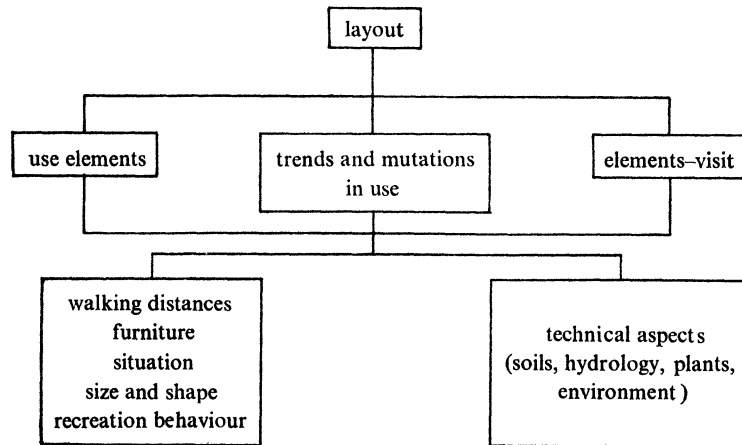 layout
use elements
trends and mutations
in use
elements–visit
walking distances
furniture
situation
size and shape
recreation behaviour
technical aspects
(soils, hydrology, plants,
environment)